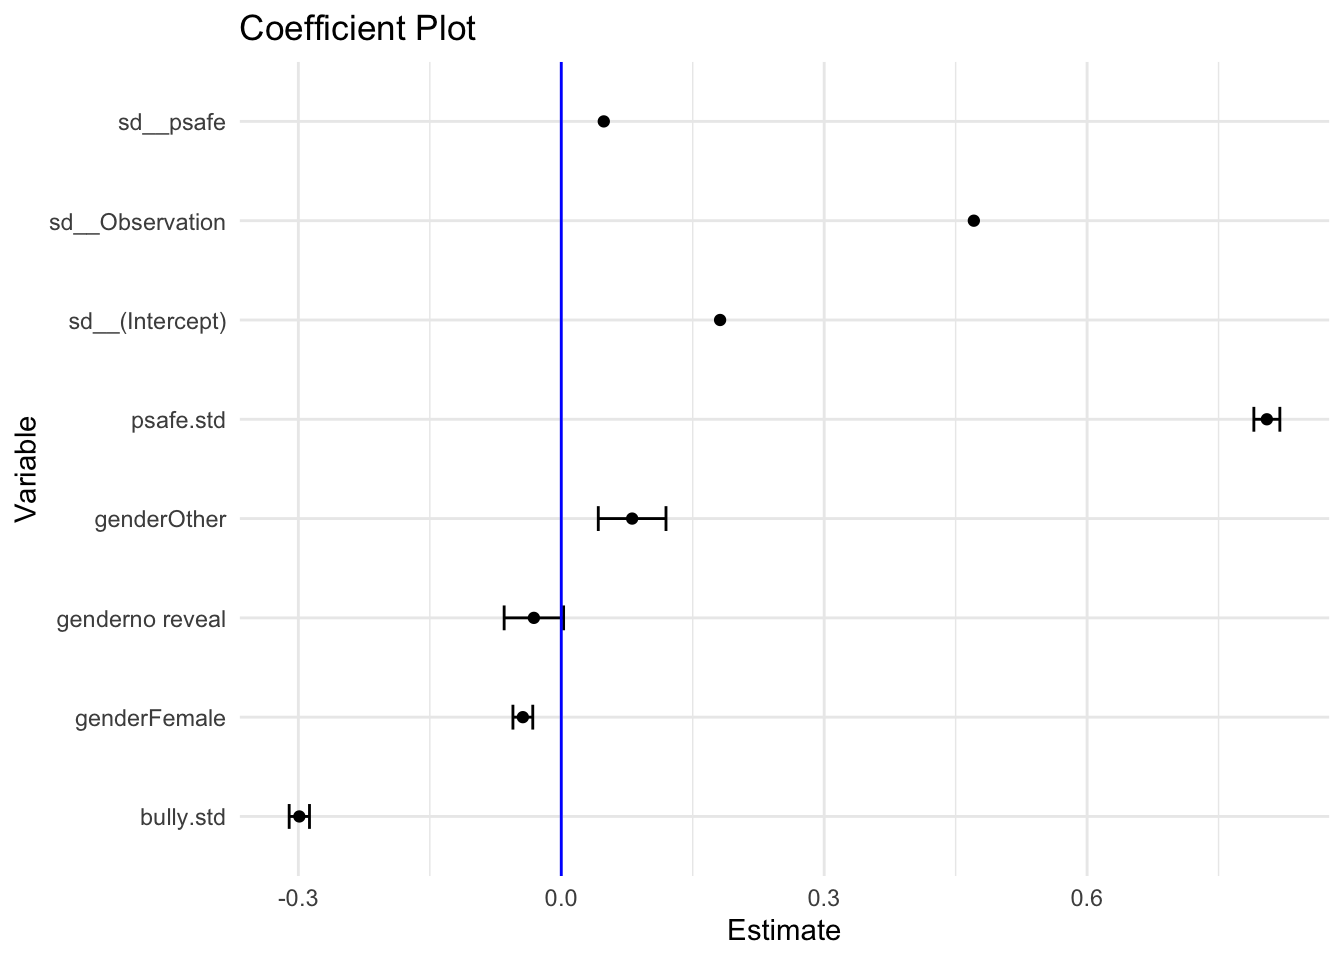 Coefficient Plot
sd__psafe
sd__Observation
sd__(Intercept)
psafe.std
genderOther
genderno reveal
genderFemale
bully.std
Variable
-0.3
0.0
0.3
0.6
Estimate